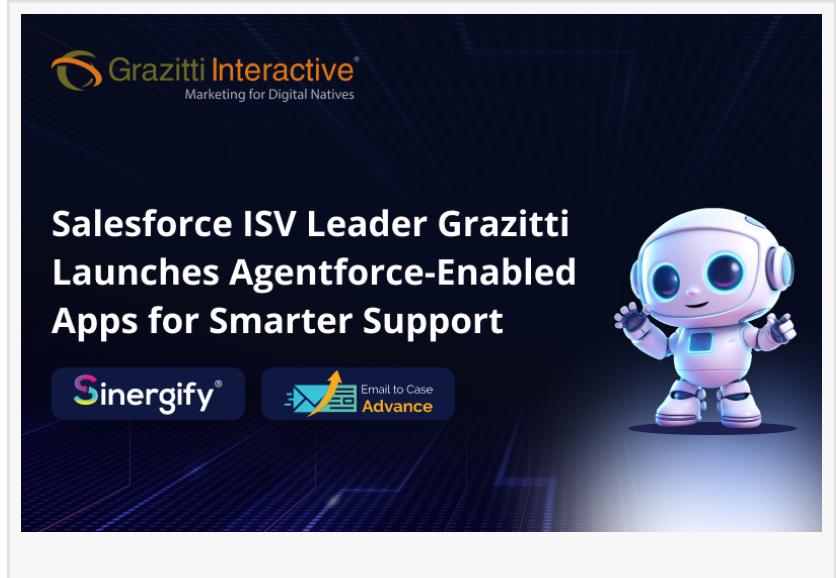 Grazitti Interactive®
Marketing for Digital Natives
Salesforce ISV Leader Grazitti
Launches Agentforce-Enabled
Apps for Smarter Support
Sinergify®
Email to Case
Advance